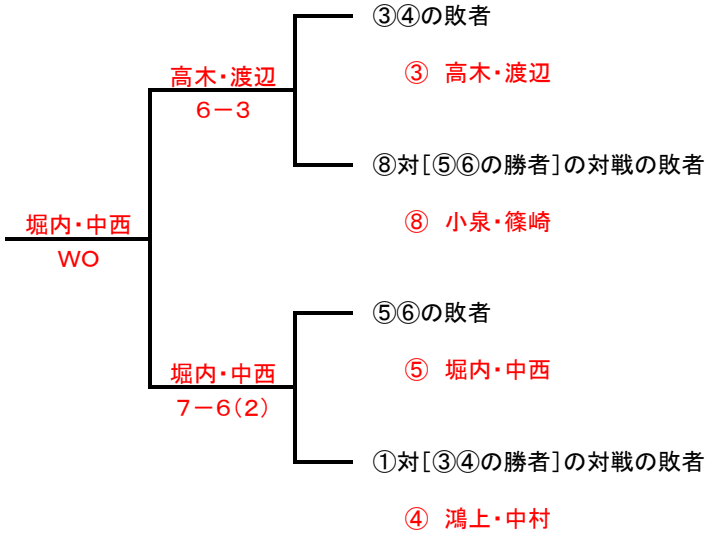 ③④の敗者
高木・渡辺
③ 高木・渡辺
6－3
⑧対[⑤⑥の勝者]の対戦の敗者
堀内・中西
⑧ 小泉・篠崎
WO
⑤⑥の敗者
堀内・中西
⑤ 堀内・中西
7－6(2)
①対[③④の勝者]の対戦の敗者
④ 鴻上・中村